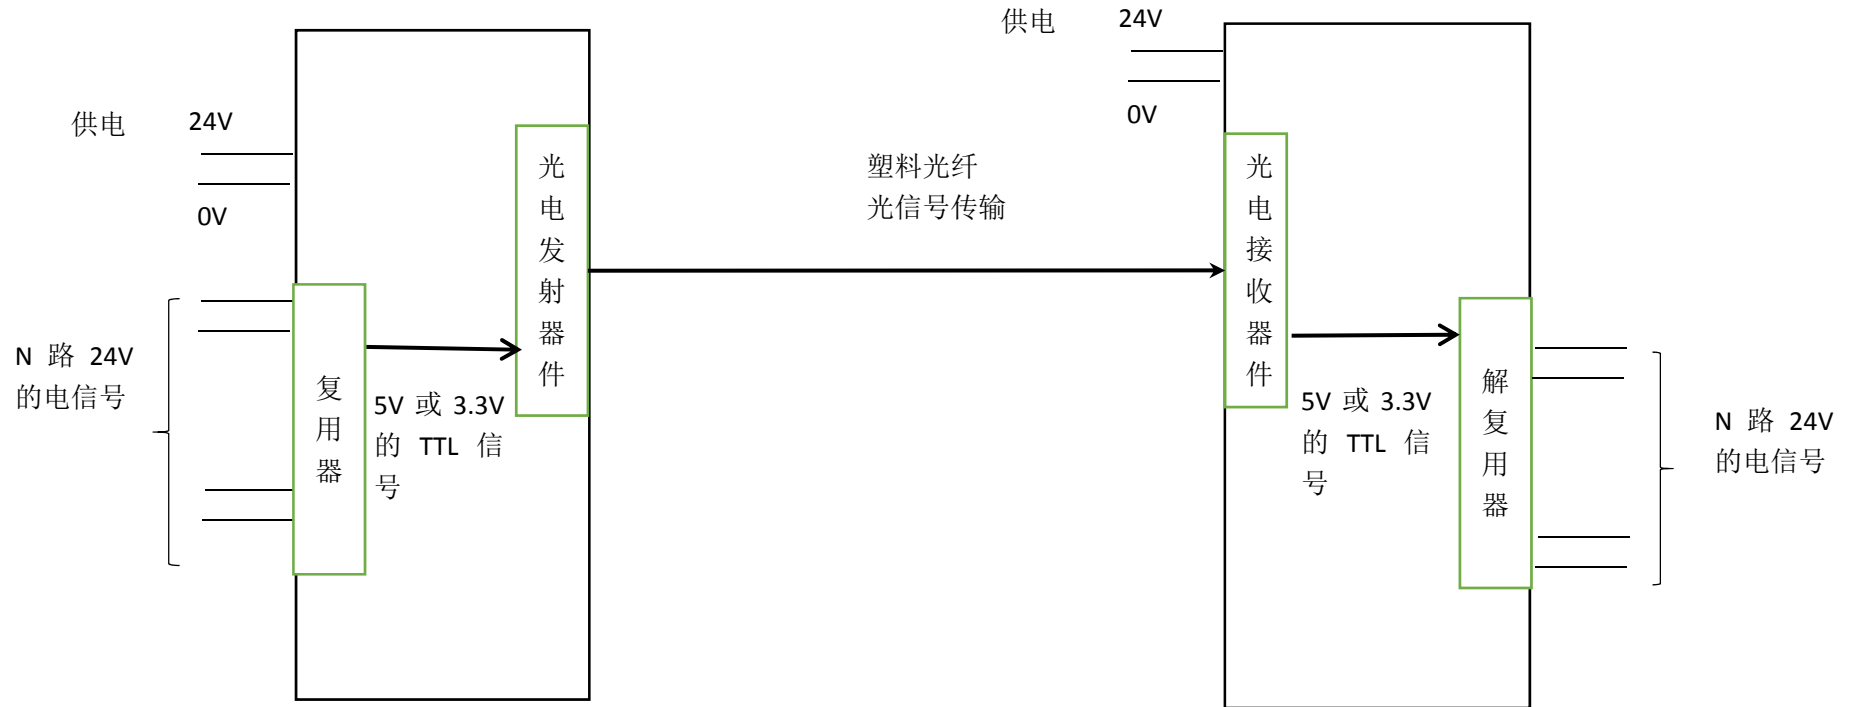 供电 24V
0V
N 路 24V
的电信号
复用器
5V 或 3.3V
的 TTL 信
号
光电发射器件
塑料光纤
光信号传输
供电 24V
0V
光电接收器件
5V 或 3.3V
的 TTL 信
号
解复用器
N 路 24V
的电信号